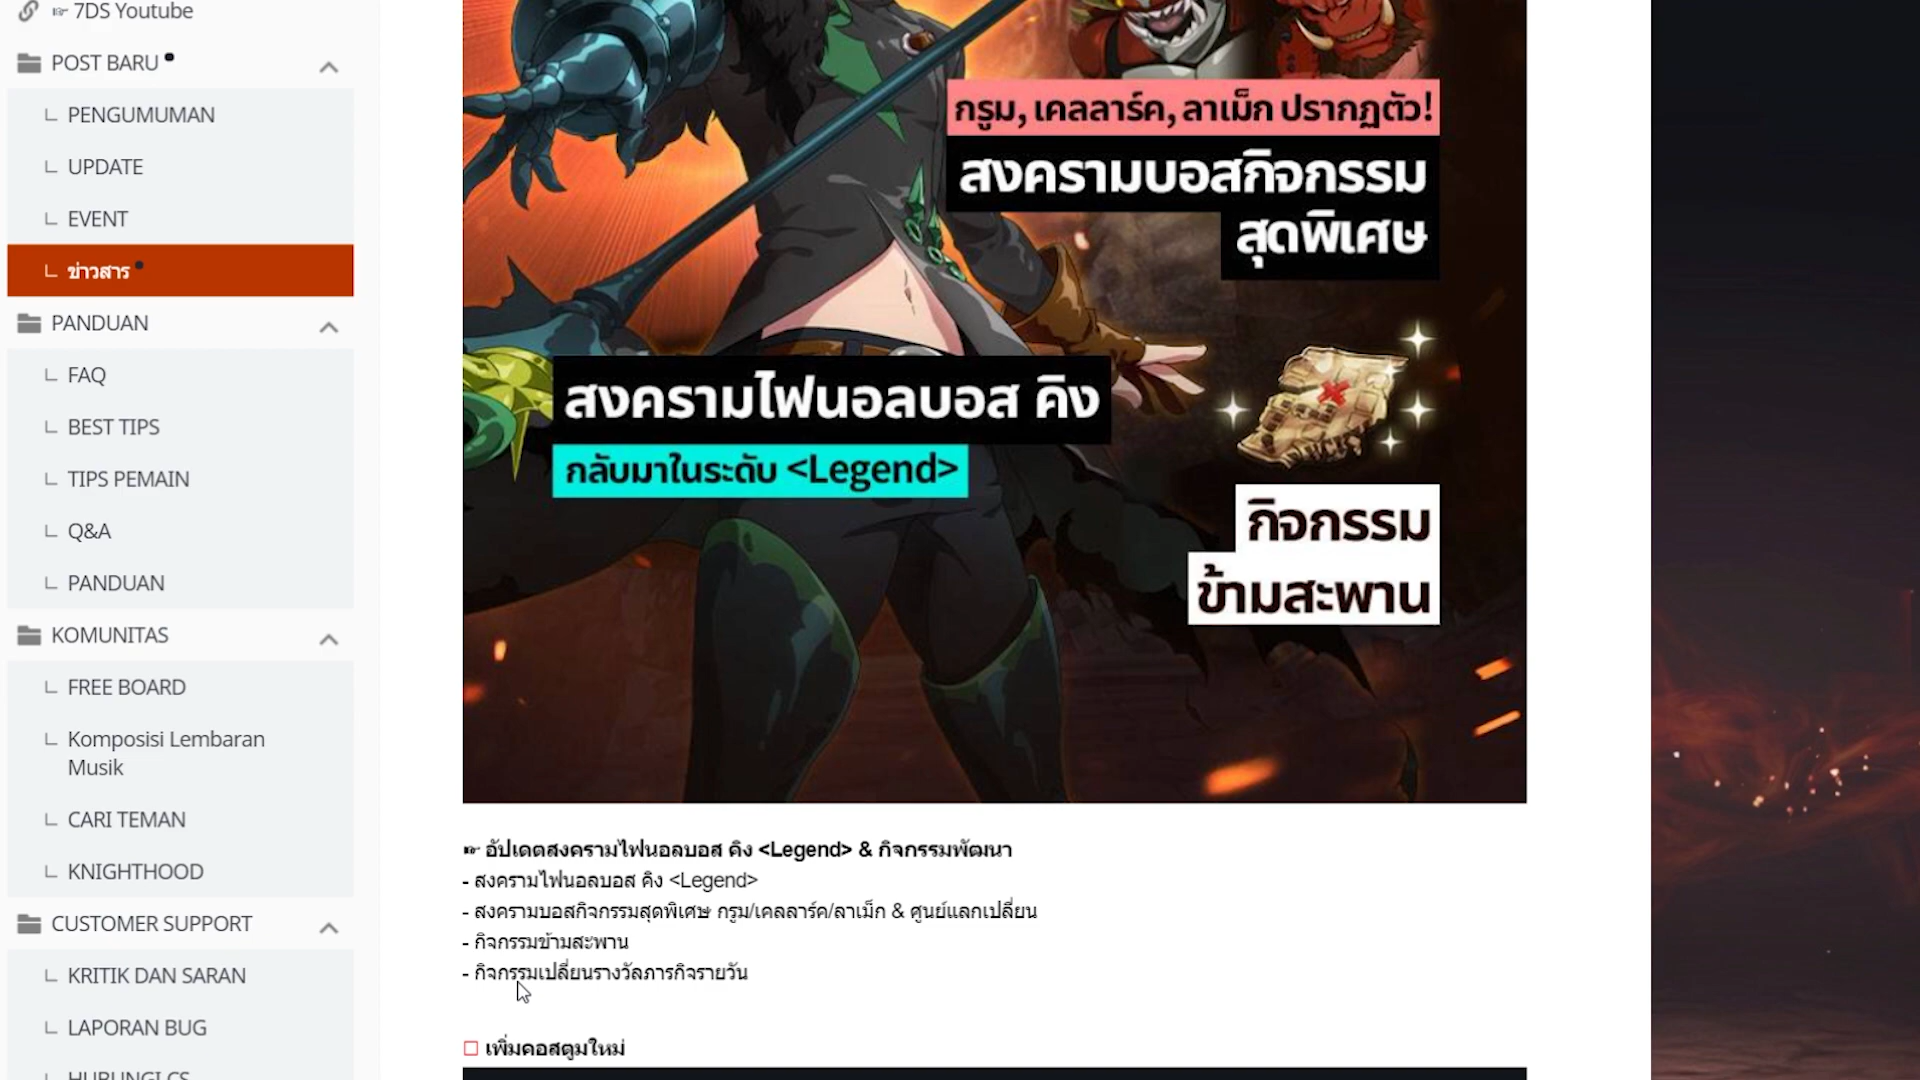 ☞ 7DS Youtube
POST BARU
PENGUMUMAN
UPDATE
EVENT
ข่าวสาร
PANDUAN
FAQ
BEST TIPS
TIPS PEMAIN
Q&A
PANDUAN
KOMUNITAS
FREE BOARD
Komposisi Lembaran
Musik
CARI TEMAN
KNIGHTHOOD
CUSTOMER SUPPORT
KRITIK DAN SARAN
LAPORAN BUG
HUBUNGI CS
กรูม, เคลลาร์ค, ลาเม็ก ปรากฏตัว!
สงครามบอสกิจกรรม
สุดพิเศษ
สงครามไฟนอลบอส คิง
กลับมาในระดับ <Legend>
กิจกรรม
ข้ามสะพาน
☞ อัปเดตสงครามไฟนอลบอส คิง <Legend> & กิจกรรมพัฒนา
- สงครามไฟนอลบอส คิง <Legend>
- สงครามบอสกิจกรรมสุดพิเศษ กรูม/เคลลาร์ค/ลาเม็ก & ศูนย์แลกเปลี่ยน
- กิจกรรมข้ามสะพาน
- กิจกรรมเปลี่ยนรางวัลภารกิจรายวัน
เพิ่มคอสตูมใหม่